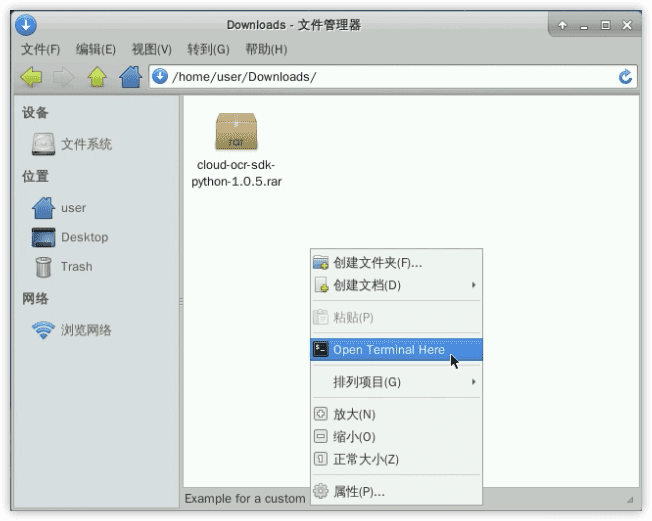 Downloads - 文件管理器
文件(F) 编辑(E) 视图(V) 转到(G) 帮助(H)
/home/user/Downloads/
设备
文件系统
位置
user
Desktop
Trash
网络
浏览网络
rar
cloud-ocr-sdk-
python-1.0.5.rar
创建文件夹(F)...
创建文档(D)
粘贴(P)
Open Terminal Here
排列项目(G)
放大(N)
缩小(O)
正常大小(Z)
属性(P)...
Example for a custom